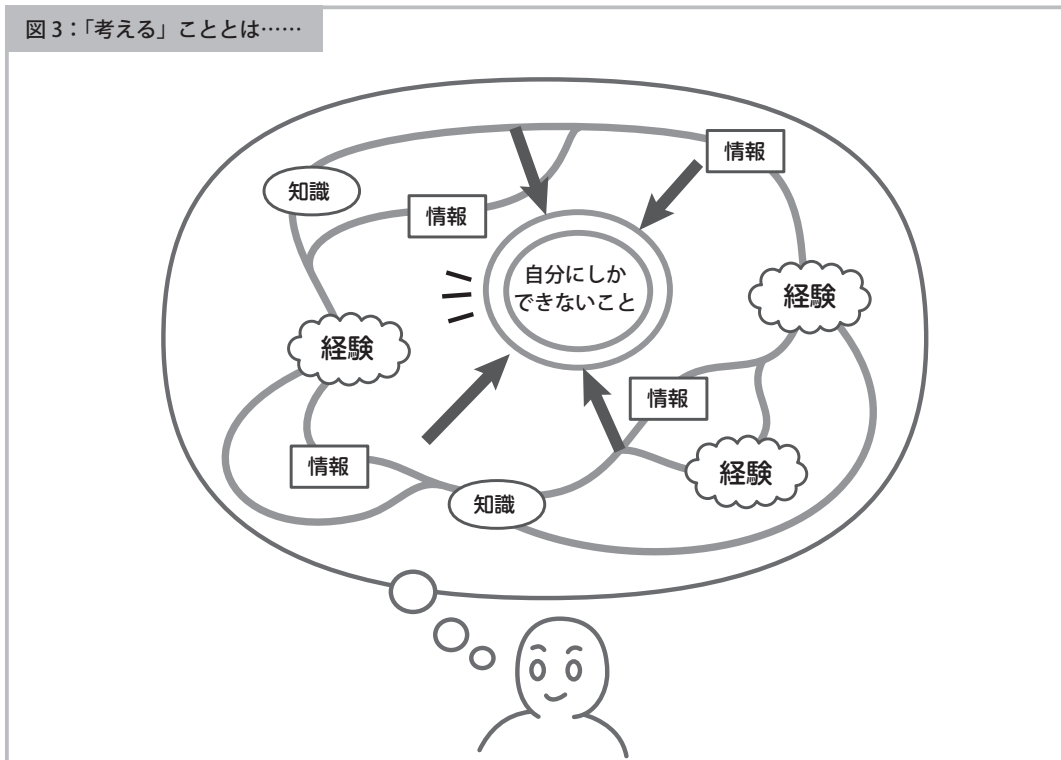 図3：「考える」こととは……
情報
知識
情報
自分にしか
できないこと
経験
経験
情報
情報
経験
知識